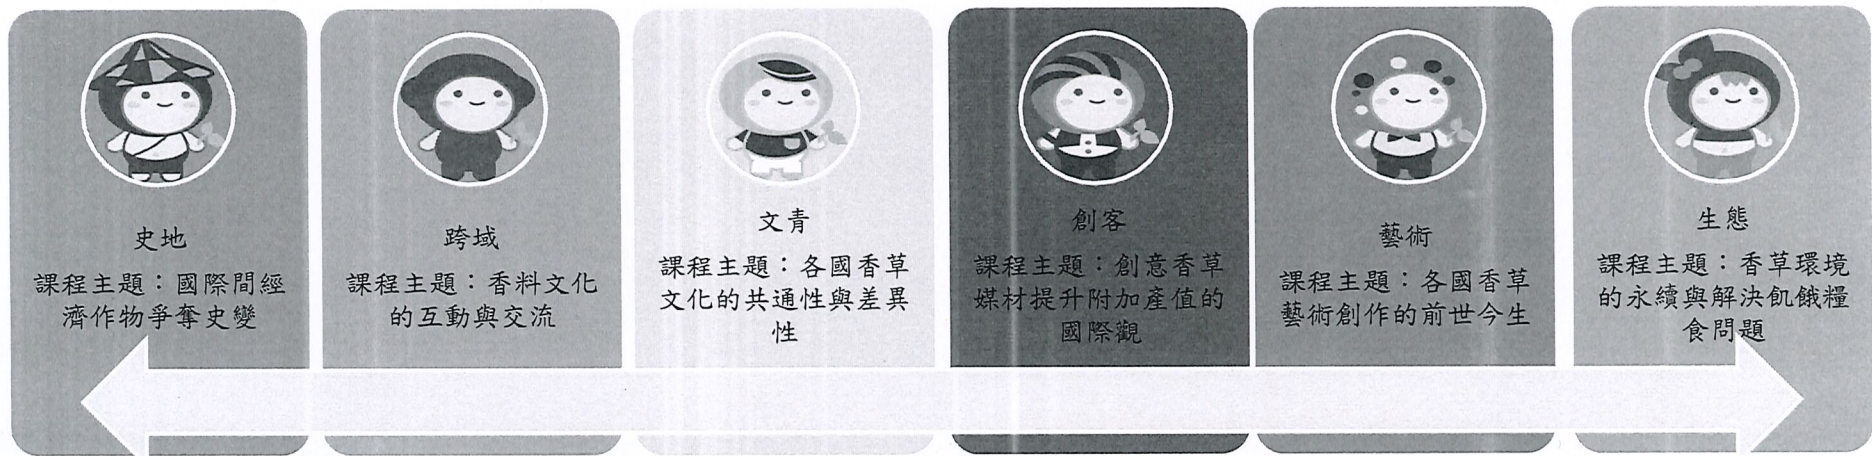 史地
課程主題：國際間經
濟作物爭奪史變
跨域
課程主題：香料文化
的互動與交流
文青
課程主題：各國香草
文化的共通性與差異
性
創客
課程主題：創意香草
媒材提升附加產值的
國際觀
藝術
課程主題：各國香草
藝術創作的前世今生
生態
課程主題：香草環境
的永續與解決飢餓糧
食問題